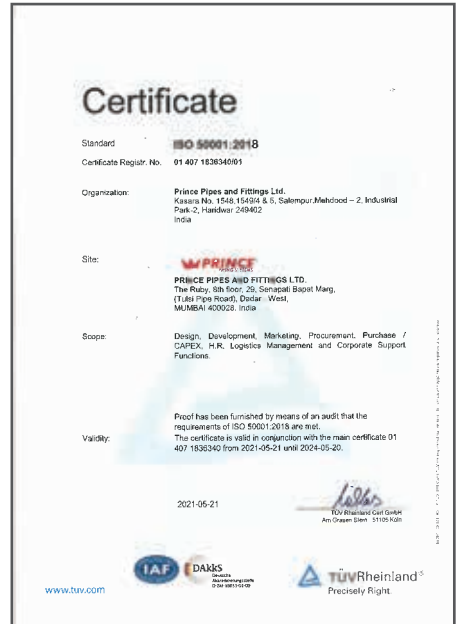 Certificate
Standard ISO 50001:2018
Certificate Registr. No. 01 407 1836340/01
Organization: Prince Pipes and Fittings Ltd.
Kasara No. 1548,1549/4 & 5, Salempur,Mehdood – 2, Industrial
Park-2, Haridwar 249402
India
Site: PRINCE
PRINCE PIPES AND FITTINGS LTD.
The Ruby, 8th floor, 29, Senapati Bapat Marg,
(Tulsi Pipe Road), Dadar - West,
MUMBAI 400028, India
Scope: Design, Development, Marketing, Procurement, Purchase /
CAPEX, H.R. Logistics Management and Corporate Support
Functions.
Proof has been furnished by means of an audit that the
requirements of ISO 50001:2018 are met.
Validity: The certificate is valid in conjunction with the main certificate 01
407 1836340 from 2021-05-21 until 2024-05-20.
2021-05-21
TÜV Rheinland Cert GmbH
Am Grauen Stein · 51105 Köln
IAF
DAkkS
Deutsche
Akkreditierungsstelle
www.tuv.com
TÜVRheinland®
Precisely Right.